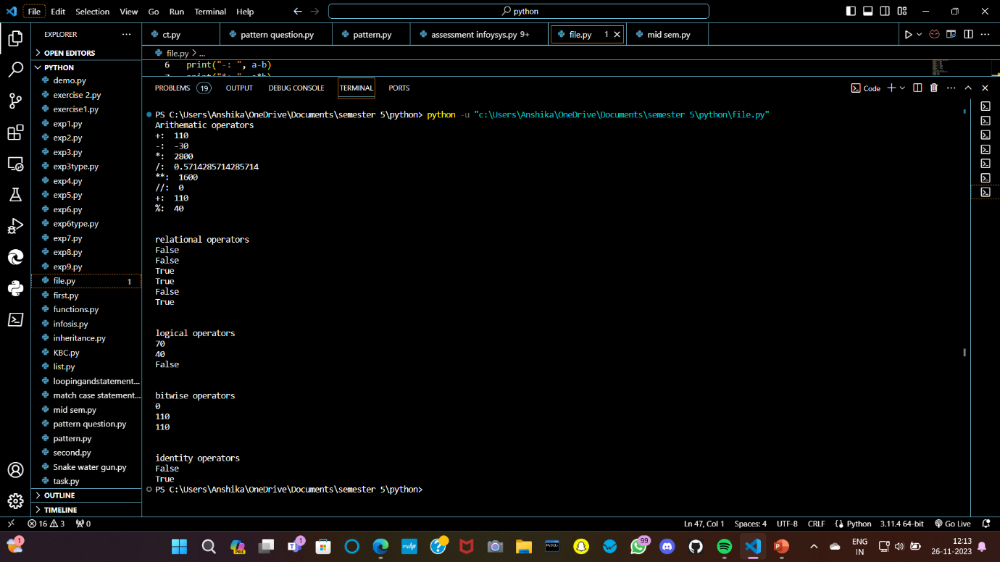 File Edit Selection View Go Run Terminal Help
python
EXPLORER
ct.py
pattern question.py
pattern.py
assessment infoysys.py 9+
file.py 1
mid sem.py
OPEN EDITORS
PYTHON
demo.py
exercise 2.py
exercise1.py
exp1.py
exp2.py
exp3.py
exp3type.py
exp4.py
exp5.py
exp6.py
exp6type.py
exp7.py
exp8.py
exp9.py
file.py 1
first.py
functions.py
infosis.py
inheritance.py
KBC.py
list.py
loopingandstatement...
match case statement...
mid sem.py
pattern question.py
pattern.py
second.py
Snake water gun.py
task.py
OUTLINE
TIMELINE
file.py > ...
6 print("-: ", a-b)
7 print("*: ", a*b)
PROBLEMS 19 OUTPUT DEBUG CONSOLE TERMINAL PORTS
Code
PS C:\Users\Anshika\OneDrive\Documents\semester 5\python> python -u "c:\Users\Anshika\OneDrive\Documents\semester 5\python\file.py"
Arithematic operators
+:  110
-:  -30
*:  2800
/:  0.5714285714285714
**:  1600
//:  0
+:  110
%:  40
relational operators
False
False
True
True
False
True
logical operators
70
40
False
bitwise operators
0
110
110
identity operators
False
True
PS C:\Users\Anshika\OneDrive\Documents\semester 5\python>
16 3 0
Ln 47, Col 1 Spaces: 4 UTF-8 CRLF Python 3.11.4 64-bit Go Live
1
PRE
1
myhp
99
ENG
IN
12:13
26-11-2023